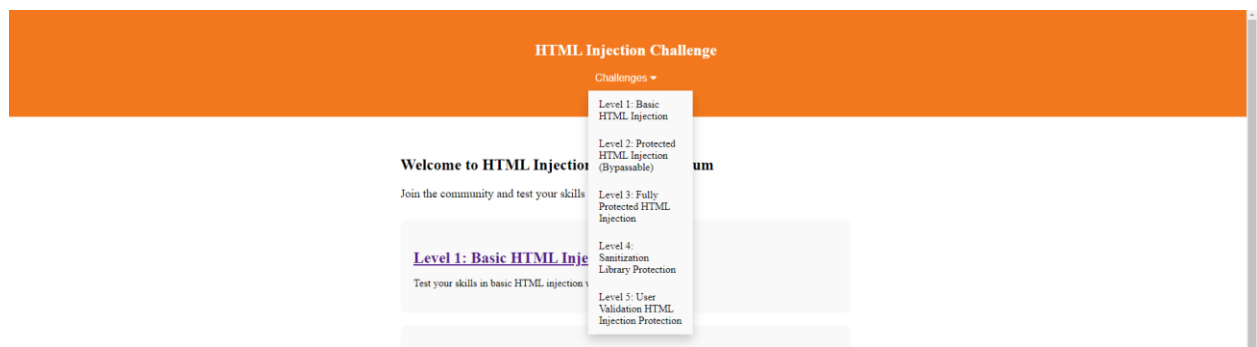 HTML Injection Challenge
Challenges
Level 1: Basic
HTML Injection
Level 2: Protected
HTML Injection
(Bypassable)
Level 3: Fully
Protected HTML
Injection
Level 4:
Sanitization
Library Protection
Level 5: User
Validation HTML
Injection Protection
Welcome to HTML Injection um
Join the community and test your skills
Level 1: Basic HTML Inje
Test your skills in basic HTML injection